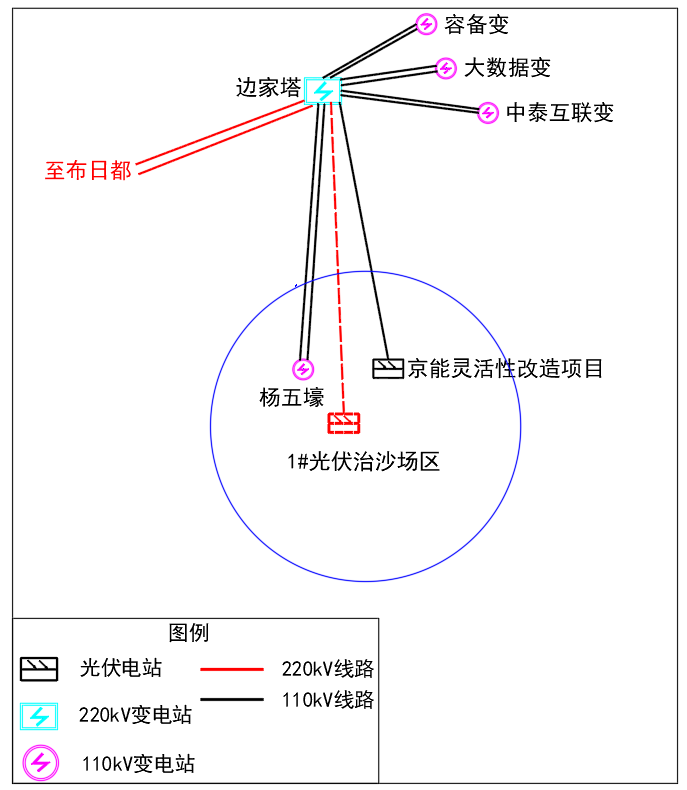 容备变
大数据变
边家塔
中泰互联变
至布日都
京能灵活性改造项目
杨五壕
1#光伏治沙场区
图例
光伏电站
220kV线路
220kV变电站
110kV线路
110kV变电站